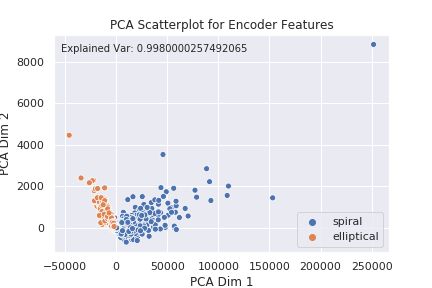 PCA Scatterplot for Encoder Features
Explained Var: 0.9980000257492065
8000
6000
4000
2000
0
PCA Dim 2
spiral
elliptical
−50000 0 50000 100000 150000 200000 250000
PCA Dim 1